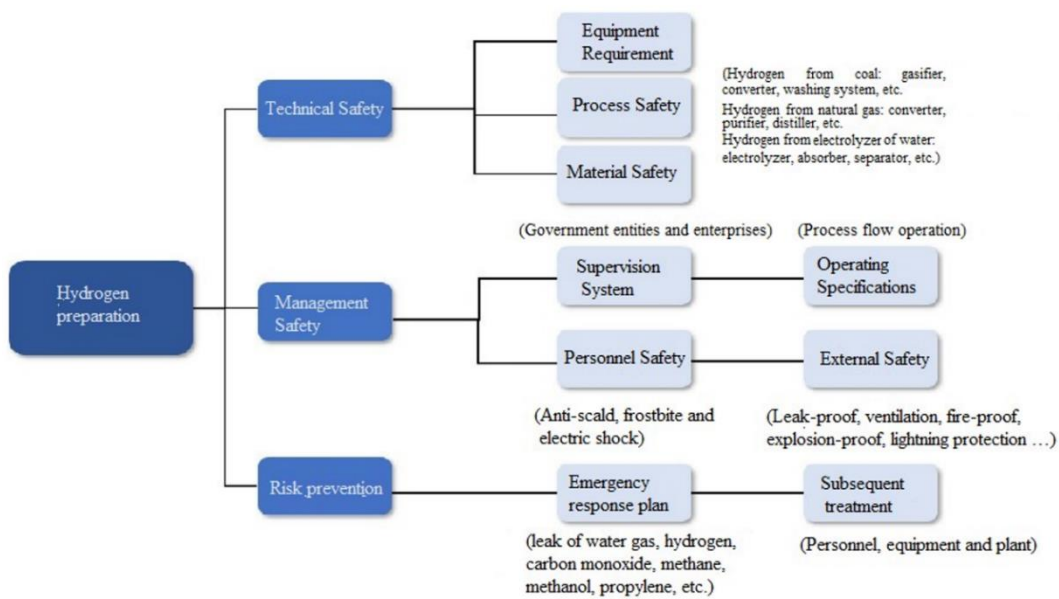 Equipment
Requirement
Technical Safety
Process Safety
(Hydrogen from coal: gasifier,
converter, washing system, etc.
Hydrogen from natural gas: converter,
purifier, distiller, etc.
Hydrogen from electrolyzer of water:
electrolyzer, absorber, separator, etc.)
Material Safety
(Government entities and enterprises)
(Process flow operation)
Hydrogen
preparation
Management
Safety
Supervision
System
Operating
Specifications
Personnel Safety
External Safety
(Anti-scald, frostbite and
electric shock)
(Leak-proof, ventilation, fire-proof,
explosion-proof, lightning protection …)
Risk prevention
Emergency
response plan
Subsequent
treatment
(leak of water gas, hydrogen,
carbon monoxide, methane,
methanol, propylene, etc.)
(Personnel, equipment and plant)